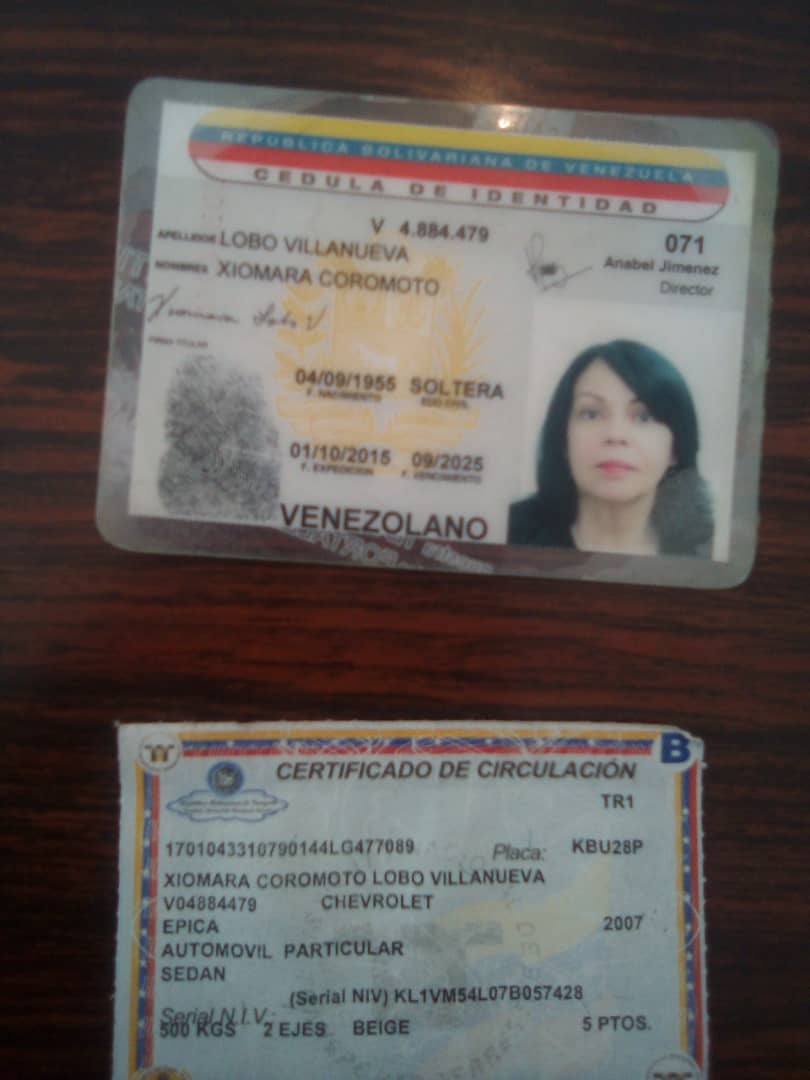 REPUBLICA BOLIVARIANA DE VENEZUELA
CEDULA DE IDENTIDAD
V 4.884.479
071
APELLIDOS LOBO VILLANUEVA
Anabel Jimenez
NOMBRES XIOMARA COROMOTO
Director
Xiomara Lobo V
FIRMA TITULAR
04/09/1955 SOLTERA
F. NACIMIENTO EDO CIVIL
01/10/2015 09/2025
F. EXPEDICION F. VENCIMIENTO
VENEZOLANO
B
CERTIFICADO DE CIRCULACIÓN
TR1
1701043310790144LG477089 Placa: KBU28P
XIOMARA COROMOTO LOBO VILLANUEVA
V04884479 CHEVROLET
EPICA 2007
AUTOMOVIL PARTICULAR
SEDAN
(Serial NIV) KL1VM54L07B057428
Serial N.I.V.:
500 KGS 2 EJES BEIGE 5 PTOS.